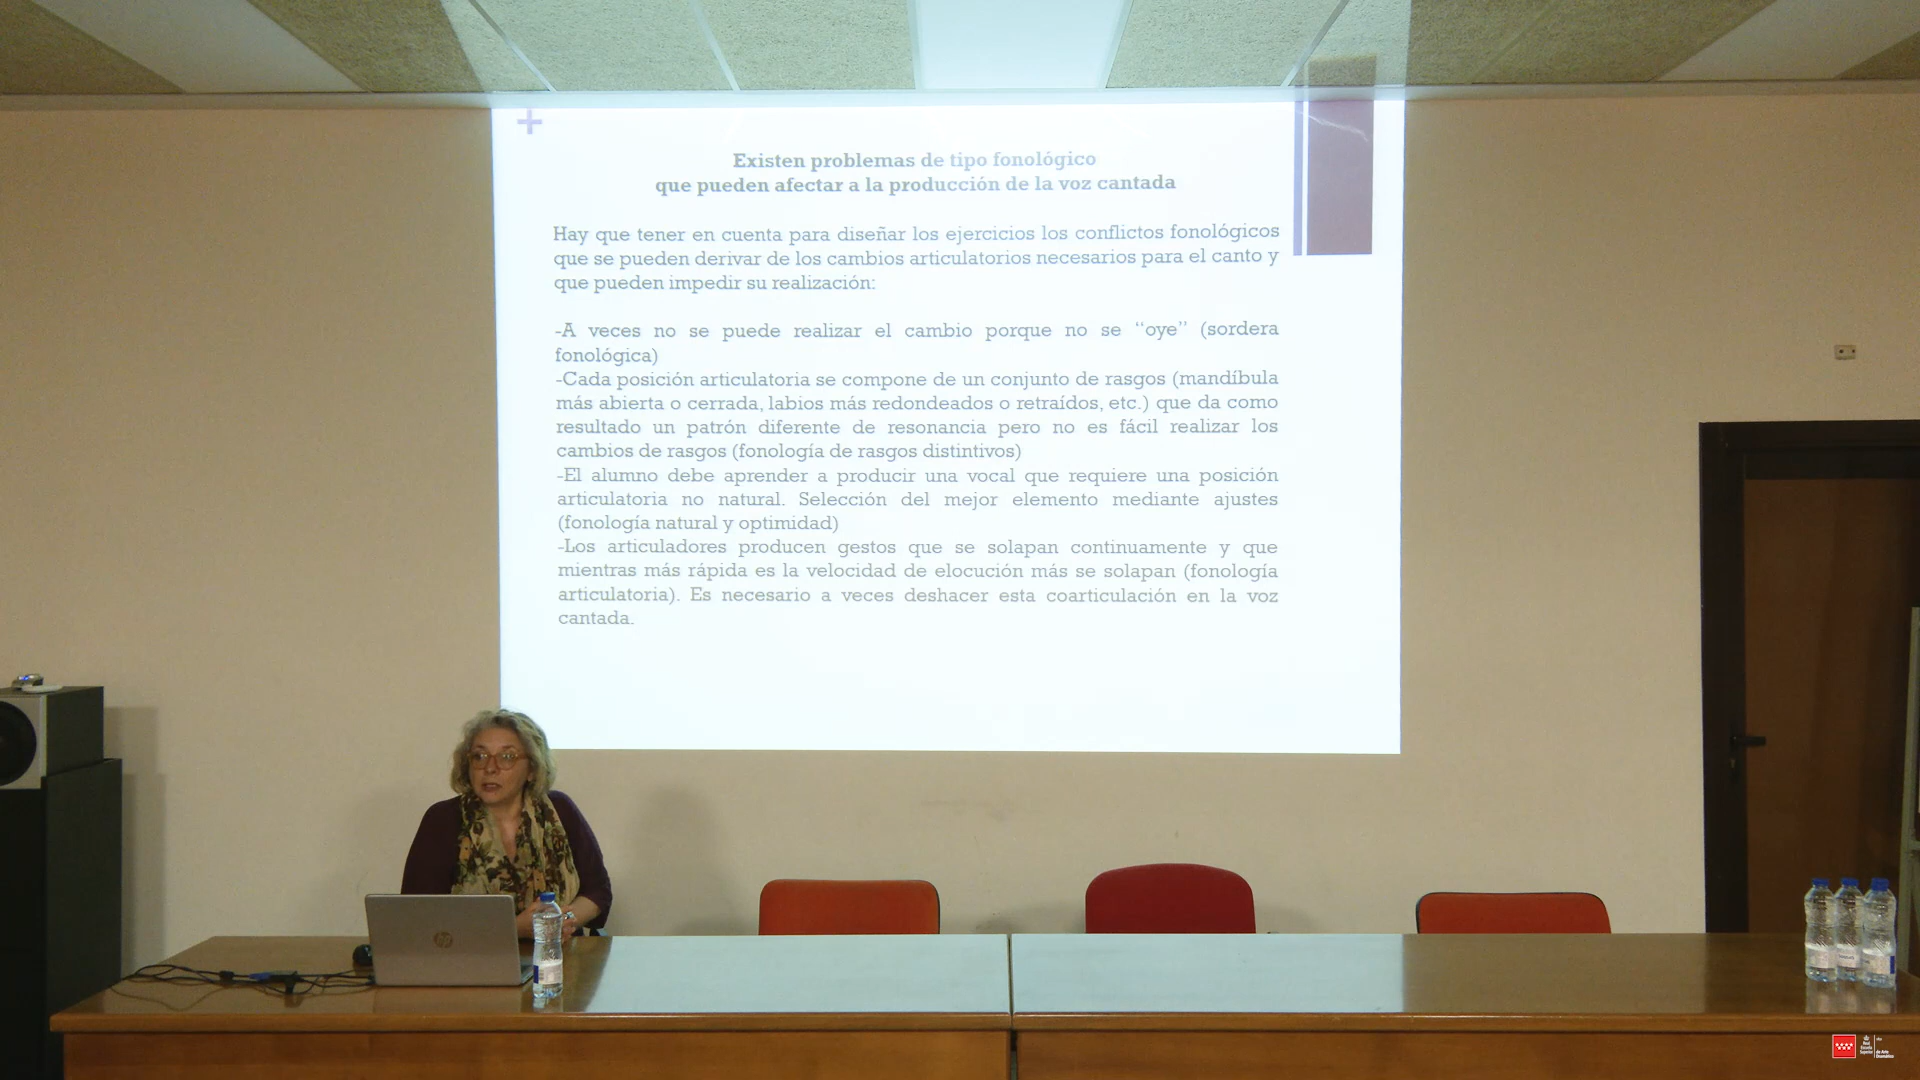 +
Existen problemas de tipo fonológico
que pueden afectar a la producción de la voz cantada
Hay que tener en cuenta para diseñar los ejercicios los conflictos fonológicos
que se pueden derivar de los cambios articulatorios necesarios para el canto y
que pueden impedir su realización:
-A veces no se puede realizar el cambio porque no se “oye” (sordera
fonológica)
-Cada posición articulatoria se compone de un conjunto de rasgos (mandíbula
más abierta o cerrada, labios más redondeados o retraídos, etc.) que da como
resultado un patrón diferente de resonancia pero no es fácil realizar los
cambios de rasgos (fonología de rasgos distintivos)
-El alumno debe aprender a producir una vocal que requiere una posición
articulatoria no natural. Selección del mejor elemento mediante ajustes
(fonología natural y optimidad)
-Los articuladores producen gestos que se solapan continuamente y que
mientras más rápida es la velocidad de elocución más se solapan (fonología
articulatoria). Es necesario a veces deshacer esta coarticulación en la voz
cantada.
hp
Real
Escuela
Superior
de Arte
Dramático